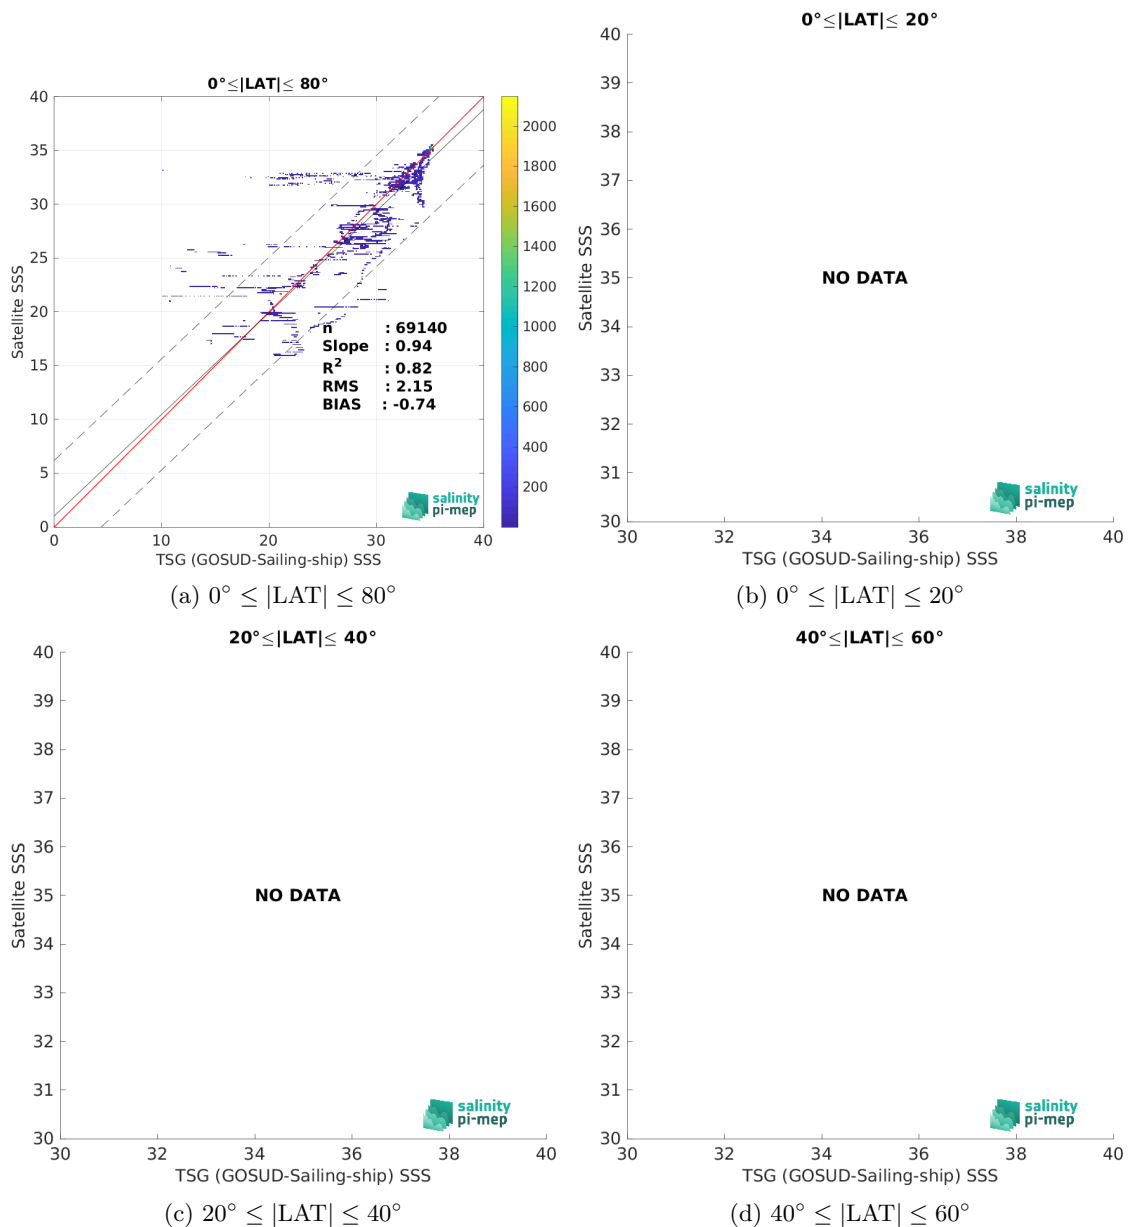 0°≤|LAT|≤ 80°
40
35
30
25
20
15
10
5
0
0
10
20
30
40
Satellite SSS
TSG (GOSUD-Sailing-ship) SSS
n : 69140
Slope : 0.94
R² : 0.82
RMS : 2.15
BIAS : -0.74
salinity
pi-mep
2000
1800
1600
1400
1200
1000
800
600
400
200
(a) 0° ≤ |LAT| ≤ 80°
0°≤|LAT|≤ 20°
40
39
38
37
36
35
34
33
32
31
30
30
32
34
36
38
40
Satellite SSS
NO DATA
salinity
pi-mep
TSG (GOSUD-Sailing-ship) SSS
(b) 0° ≤ |LAT| ≤ 20°
20°≤|LAT|≤ 40°
40
39
38
37
36
35
34
33
32
31
30
30
32
34
36
38
40
Satellite SSS
NO DATA
salinity
pi-mep
TSG (GOSUD-Sailing-ship) SSS
(c) 20° ≤ |LAT| ≤ 40°
40°≤|LAT|≤ 60°
40
39
38
37
36
35
34
33
32
31
30
30
32
34
36
38
40
Satellite SSS
NO DATA
salinity
pi-mep
TSG (GOSUD-Sailing-ship) SSS
(d) 40° ≤ |LAT| ≤ 60°